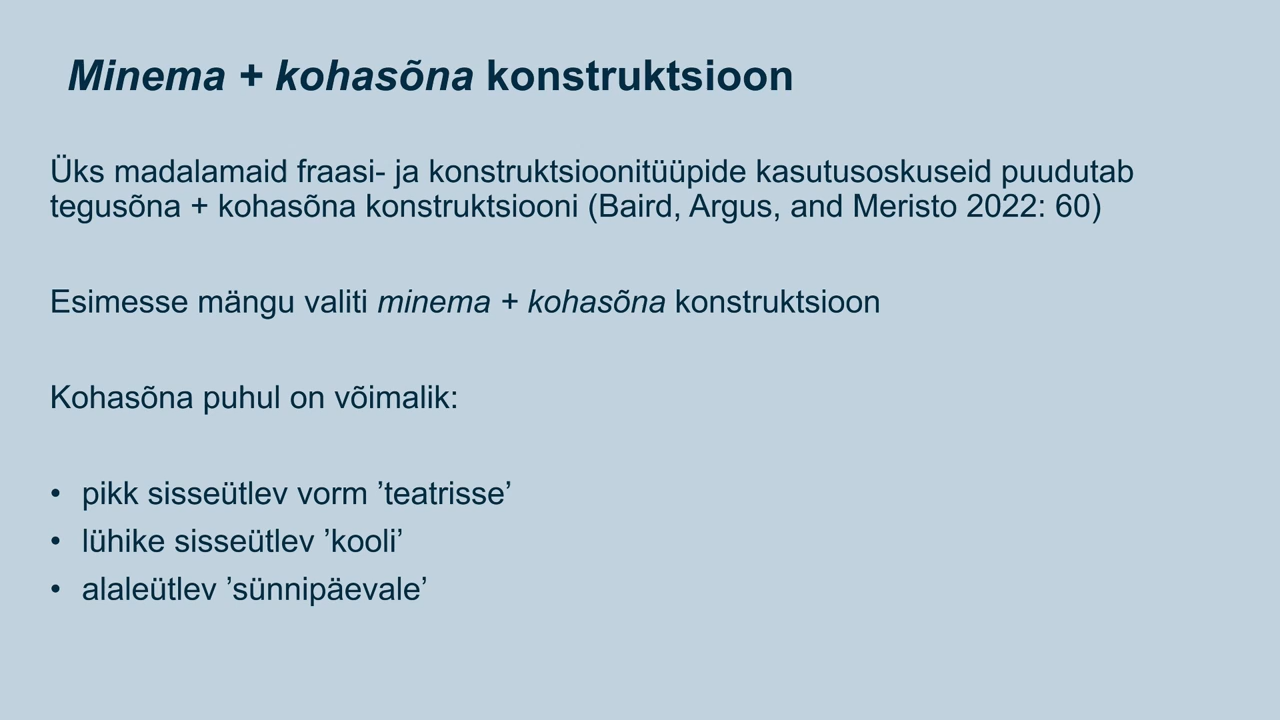 Minema + kohasõna konstruktsioon
Üks madalamaid fraasi- ja konstruktsioonitüüpide kasutusoskuseid puudutab
tegusõna + kohasõna konstruktsiooni (Baird, Argus, and Meristo 2022: 60)
Esimesse mängu valiti minema + kohasõna konstruktsioon
Kohasõna puhul on võimalik:
• pikk sisseütlev vorm ’teatrisse’
• lühike sisseütlev ’kooli’
• alaleütlev ’sünnipäevale’